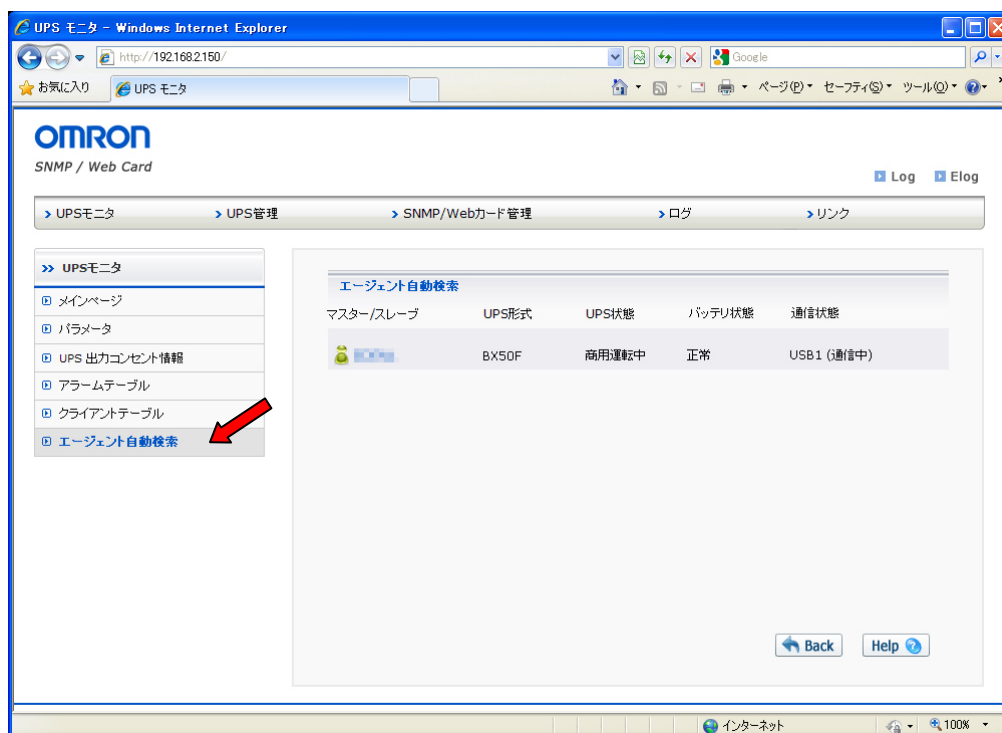 UPS モニタ - Windows Internet Explorer
http://192.168.2.150/
Google
お気に入り
UPS モニタ
ページ(P)
セーフティ(S)
ツール(O)
OMRON
SNMP / Web Card
Log
Elog
UPSモニタ
UPS管理
SNMP/Webカード管理
ログ
リンク
UPSモニタ
メインページ
パラメータ
UPS 出力コンセント情報
アラームテーブル
クライアントテーブル
エージェント自動検索
エージェント自動検索
マスター/スレーブ UPS形式 UPS状態 バッテリ状態 通信状態
BX50F 商用運転中 正常 USB1 (通信中)
Back
Help
インターネット
100%